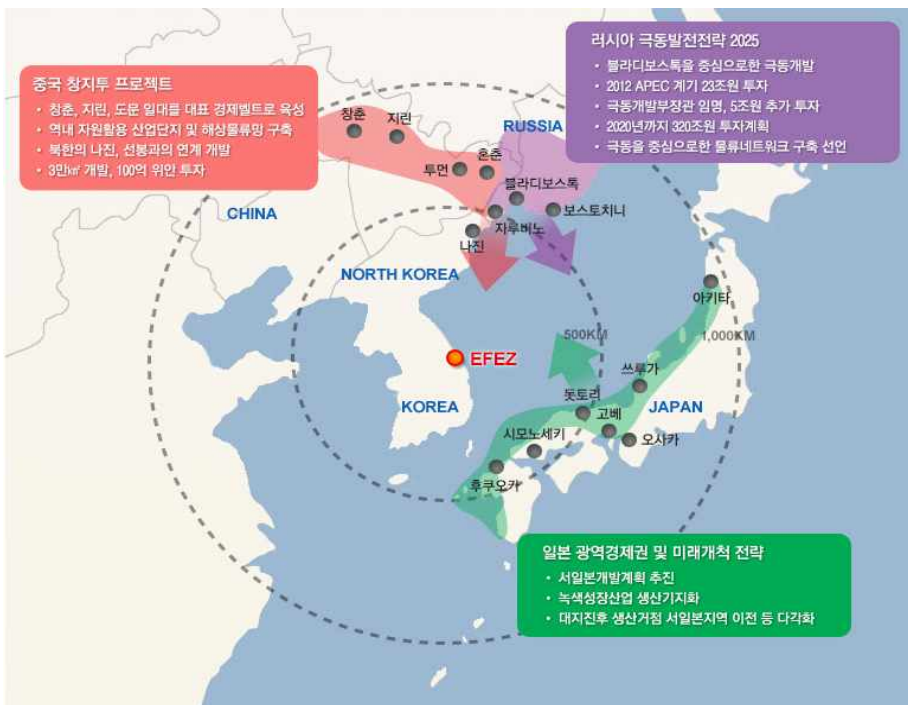 러시아 극동발전전략 2025
• 블라디보스톡을 중심으로한 극동개발
• 2012 APEC 계기 23조원 투자
• 극동개발부장관 임명, 5조원 추가 투자
• 2020년까지 320조원 투자계획
• 극동을 중심으로한 물류네트워크 구축 선언
중국 창지투 프로젝트
• 창춘, 지린, 도문 일대를 대표 경제벨트로 육성
• 역내 자원활용 산업단지 및 해상물류망 구축
• 북한의 나진, 선봉과의 연계 개발
• 3만㎢ 개발, 100억 위안 투자
창춘
지린
RUSSIA
투먼
훈춘
블라디보스톡
보스토치니
CHINA
자루비노
나진
NORTH KOREA
아키타
500KM
1,000KM
EFEZ
쓰루가
돗토리
KOREA
고베
JAPAN
시모노세키
오사카
후쿠오카
일본 광역경제권 및 미래개척 전략
• 서일본개발계획 추진
• 녹색성장산업 생산기지화
• 대지진후 생산거점 서일본지역 이전 등 다각화